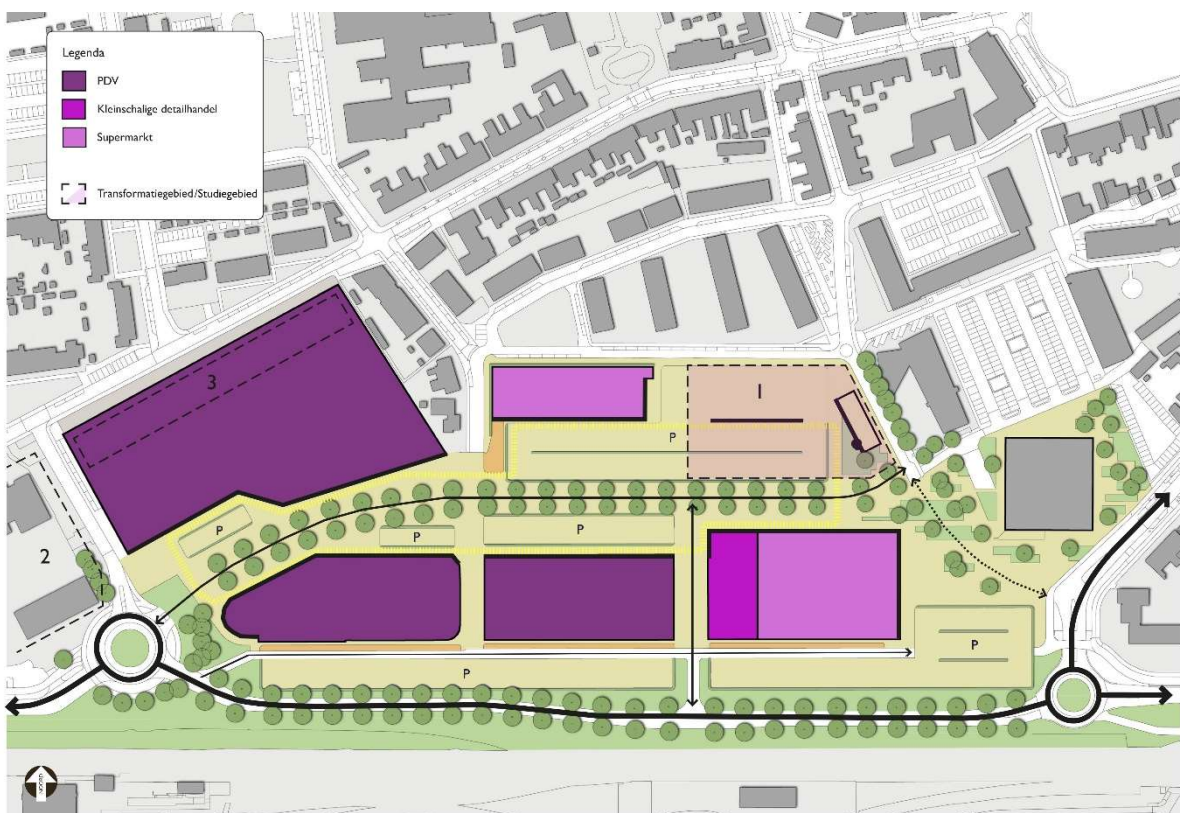 Legenda
PDV
Kleinschalige detailhandel
Supermarkt
Transformatiegebied/Studiegebied
3
1
P
2
P
P
P
P
P